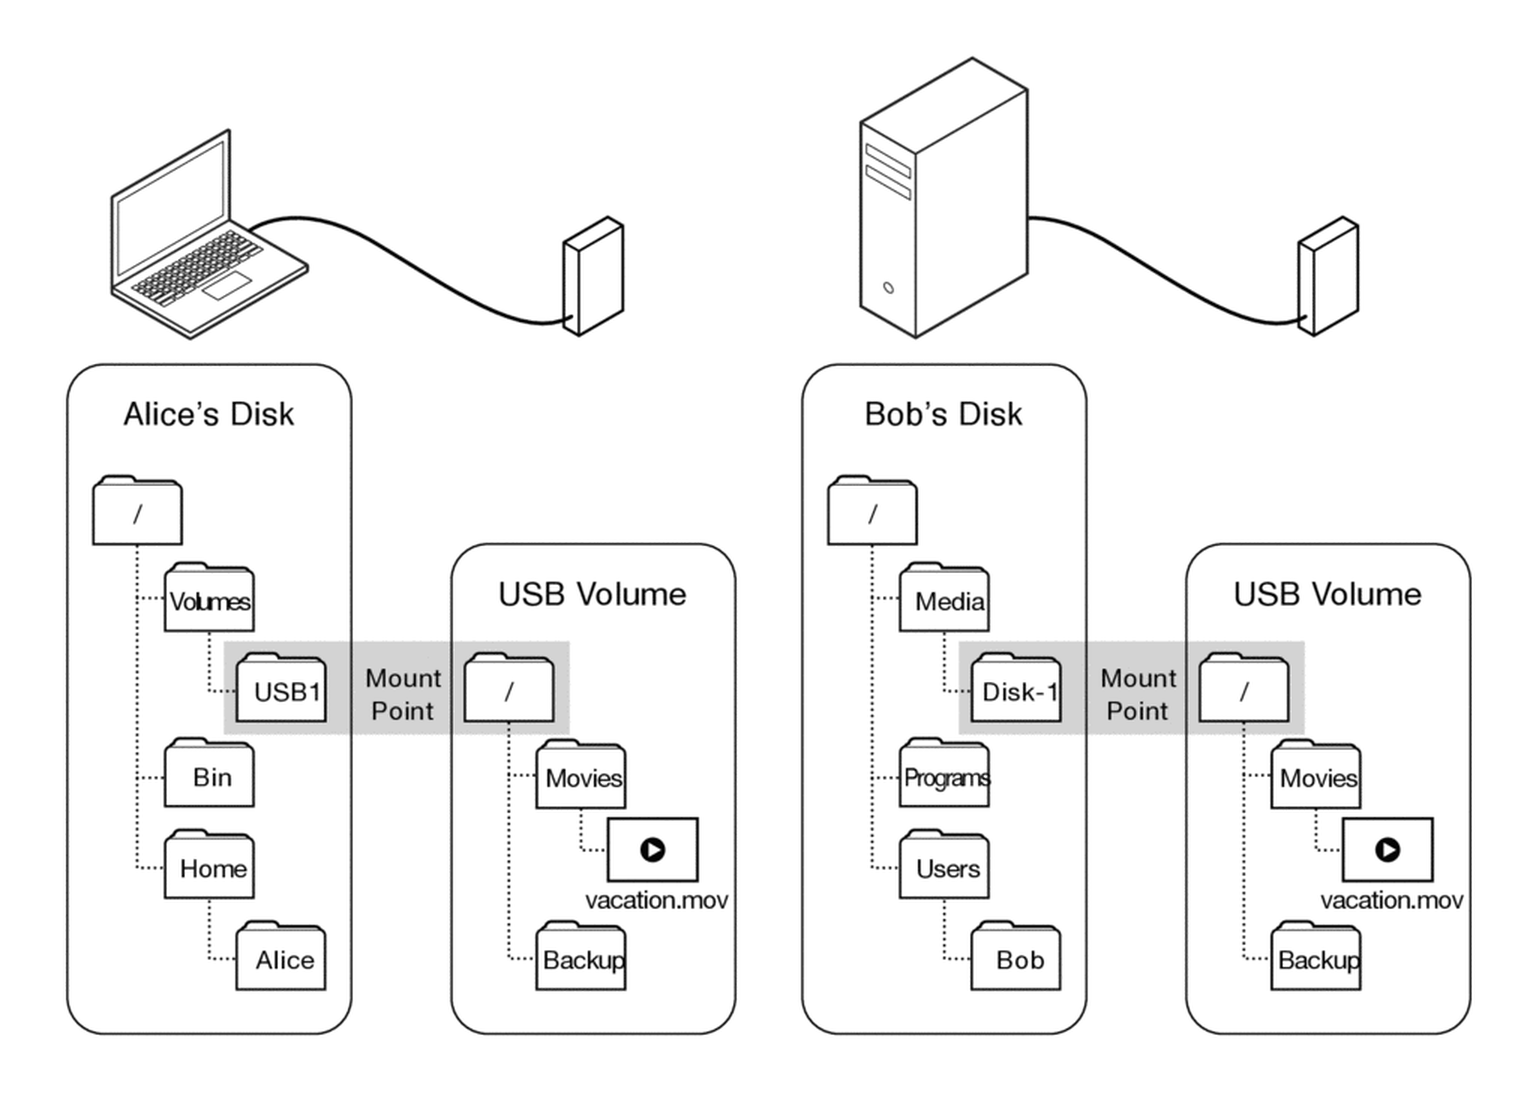 Alice’s Disk
/
Volumes
USB1
Bin
Home
Alice
Mount
Point
USB Volume
/
Movies
vacation.mov
Backup
Bob’s Disk
/
Media
Disk-1
Programs
Users
Bob
Mount
Point
USB Volume
/
Movies
vacation.mov
Backup